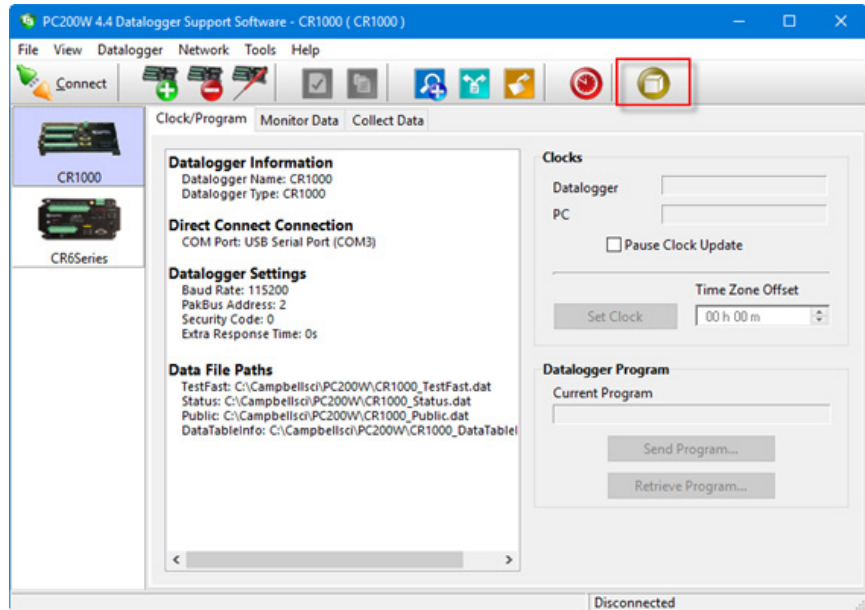 PC200W 4.4 Datalogger Support Software - CR1000 ( CR1000 )
File View Datalogger Network Tools Help
Connect
Clock/Program Monitor Data Collect Data
CR1000
CR6Series
Datalogger Information
Datalogger Name: CR1000
Datalogger Type: CR1000
Direct Connect Connection
COM Port: USB Serial Port (COM3)
Datalogger Settings
Baud Rate: 115200
PakBus Address: 2
Security Code: 0
Extra Response Time: 0s
Data File Paths
TestFast: C:\Campbellsci\PC200W\CR1000_TestFast.dat
Status: C:\Campbellsci\PC200W\CR1000_Status.dat
Public: C:\Campbellsci\PC200W\CR1000_Public.dat
DataTableInfo: C:\Campbellsci\PC200W\CR1000_DataTableI
Clocks
Datalogger
PC
Pause Clock Update
Time Zone Offset
Set Clock 00 h 00 m
Datalogger Program
Current Program
Send Program...
Retrieve Program...
Disconnected